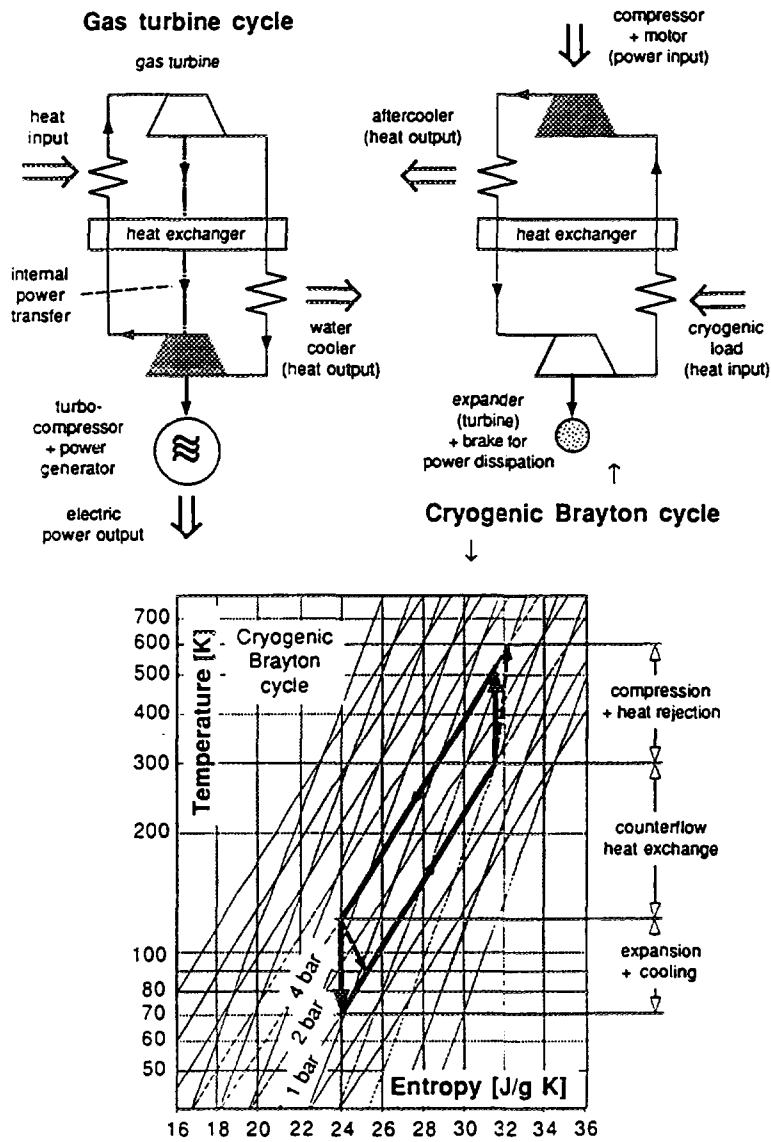 Gas turbine cycle
gas turbine
heat
input
heat exchanger
internal
power
transfer
water
cooler
(heat output)
turbo-
compressor
+ power
generator
electric
power output
compressor
+ motor
(power input)
aftercooler
(heat output)
heat exchanger
cryogenic
load
(heat input)
expander
(turbine)
+ brake for
power dissipation
↑
Cryogenic Brayton cycle
↓
Temperature [K]
700
600
500
400
300
200
100
80
70
50
Cryogenic
Brayton
cycle
4 bar
2 bar
1 bar
Entropy [J/g K]
16 18 20 22 24 26 28 30 32 34 36
compression
+ heat rejection
counterflow
heat exchange
expansion
+ cooling